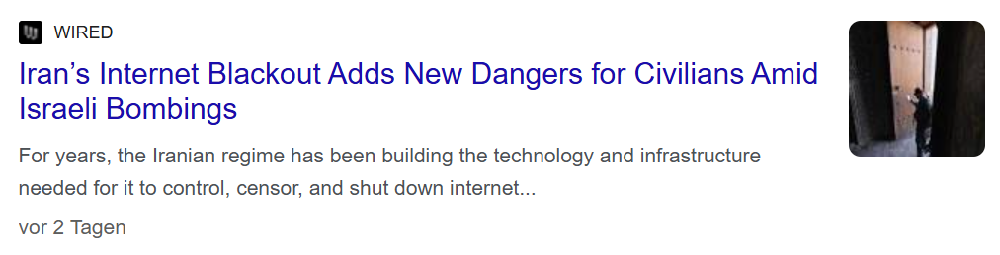 WIRED
Iran’s Internet Blackout Adds New Dangers for Civilians Amid
Israeli Bombings
For years, the Iranian regime has been building the technology and infrastructure
needed for it to control, censor, and shut down internet...
vor 2 Tagen